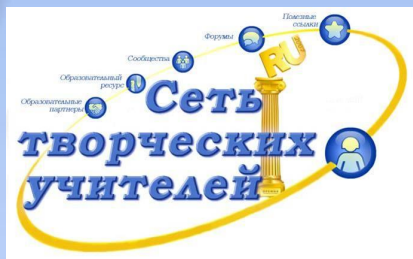 Полезные
ссылки
Форумы
Сообщества
Образовательный
ресурс
Образовательные
партнеры
RU
Сеть
творческих
учителей